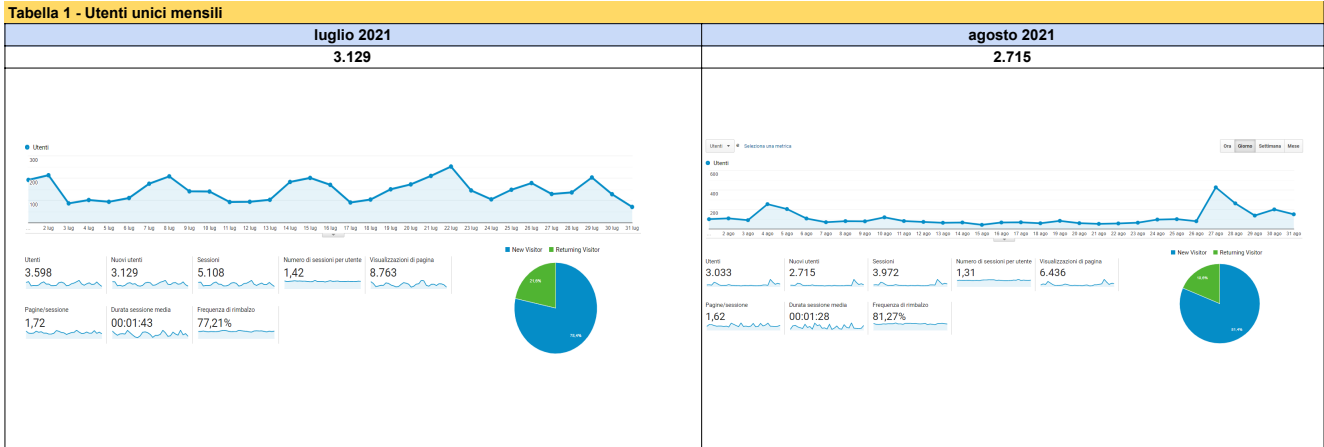 Tabella 1 - Utenti unici mensili
luglio 2021
agosto 2021
3.129
2.715
Utenti
300
200
100
...
2 lug 3 lug 4 lug 5 lug 6 lug 7 lug 8 lug 9 lug 10 lug 11 lug 12 lug 13 lug 14 lug 15 lug 16 lug 17 lug 18 lug 19 lug 20 lug 21 lug 22 lug 23 lug 24 lug 25 lug 26 lug 27 lug 28 lug 29 lug 30 lug 31 lug
New Visitor Returning Visitor
Utenti
3.598
Nuovi utenti
3.129
Sessioni
5.108
Numero di sessioni per utente
1,42
Visualizzazioni di pagina
8.763
Pagine/sessione
1,72
Durata sessione media
00:01:43
Frequenza di rimbalzo
77,21%
21.6%
78.4%
Utenti
Seleziona una metrica
Ora Giorno Settimana Mese
Utenti
600
400
200
2 ago 3 ago 4 ago 5 ago 6 ago 7 ago 8 ago 9 ago 10 ago 11 ago 12 ago 13 ago 14 ago 15 ago 16 ago 17 ago 18 ago 19 ago 20 ago 21 ago 22 ago 23 ago 24 ago 25 ago 26 ago 27 ago 28 ago 29 ago 30 ago 31 ago
New Visitor Returning Visitor
Utenti
3.033
Nuovi utenti
2.715
Sessioni
3.972
Numero di sessioni per utente
1,31
Visualizzazioni di pagina
6.436
Pagine/sessione
1,62
Durata sessione media
00:01:28
Frequenza di rimbalzo
81,27%
81.4%